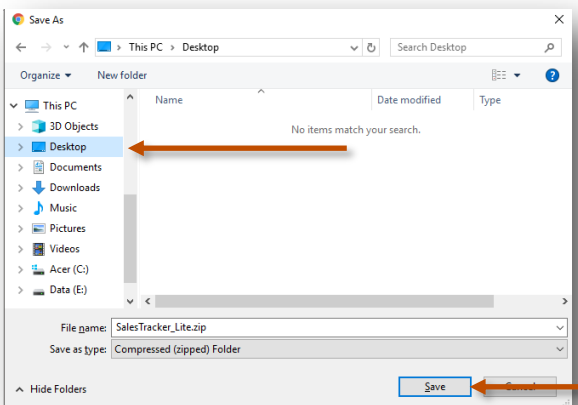 Save As
This PC > Desktop
Search Desktop
Organize
New folder
?
Name
Date modified
Type
No items match your search.
This PC
3D Objects
Desktop
Documents
Downloads
Music
Pictures
Videos
Acer (C:)
Data (E:)
File name: SalesTracker_Lite.zip
Save as type: Compressed (zipped) Folder
Hide Folders
Save